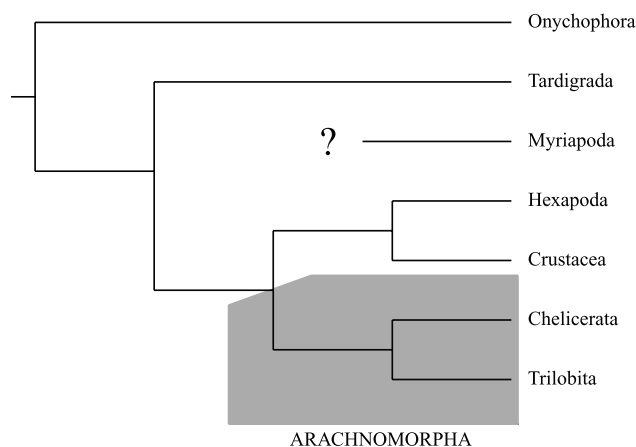 Onychophora
Tardigrada
?
Myriapoda
Hexapoda
Crustacea
Chelicerata
Trilobita
ARACHNOMORPHA